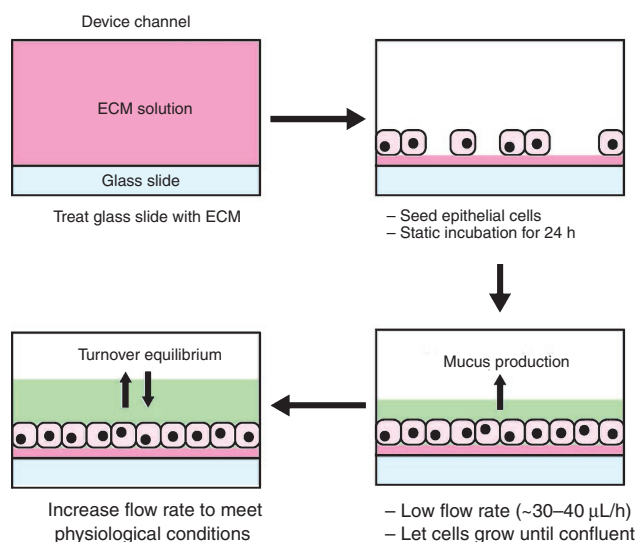 Device channel
ECM solution
Glass slide
Treat glass slide with ECM
– Seed epithelial cells
– Static incubation for 24 h
Mucus production
– Low flow rate (~30–40 μL/h)
– Let cells grow until confluent
Turnover equilibrium
Increase flow rate to meet
physiological conditions